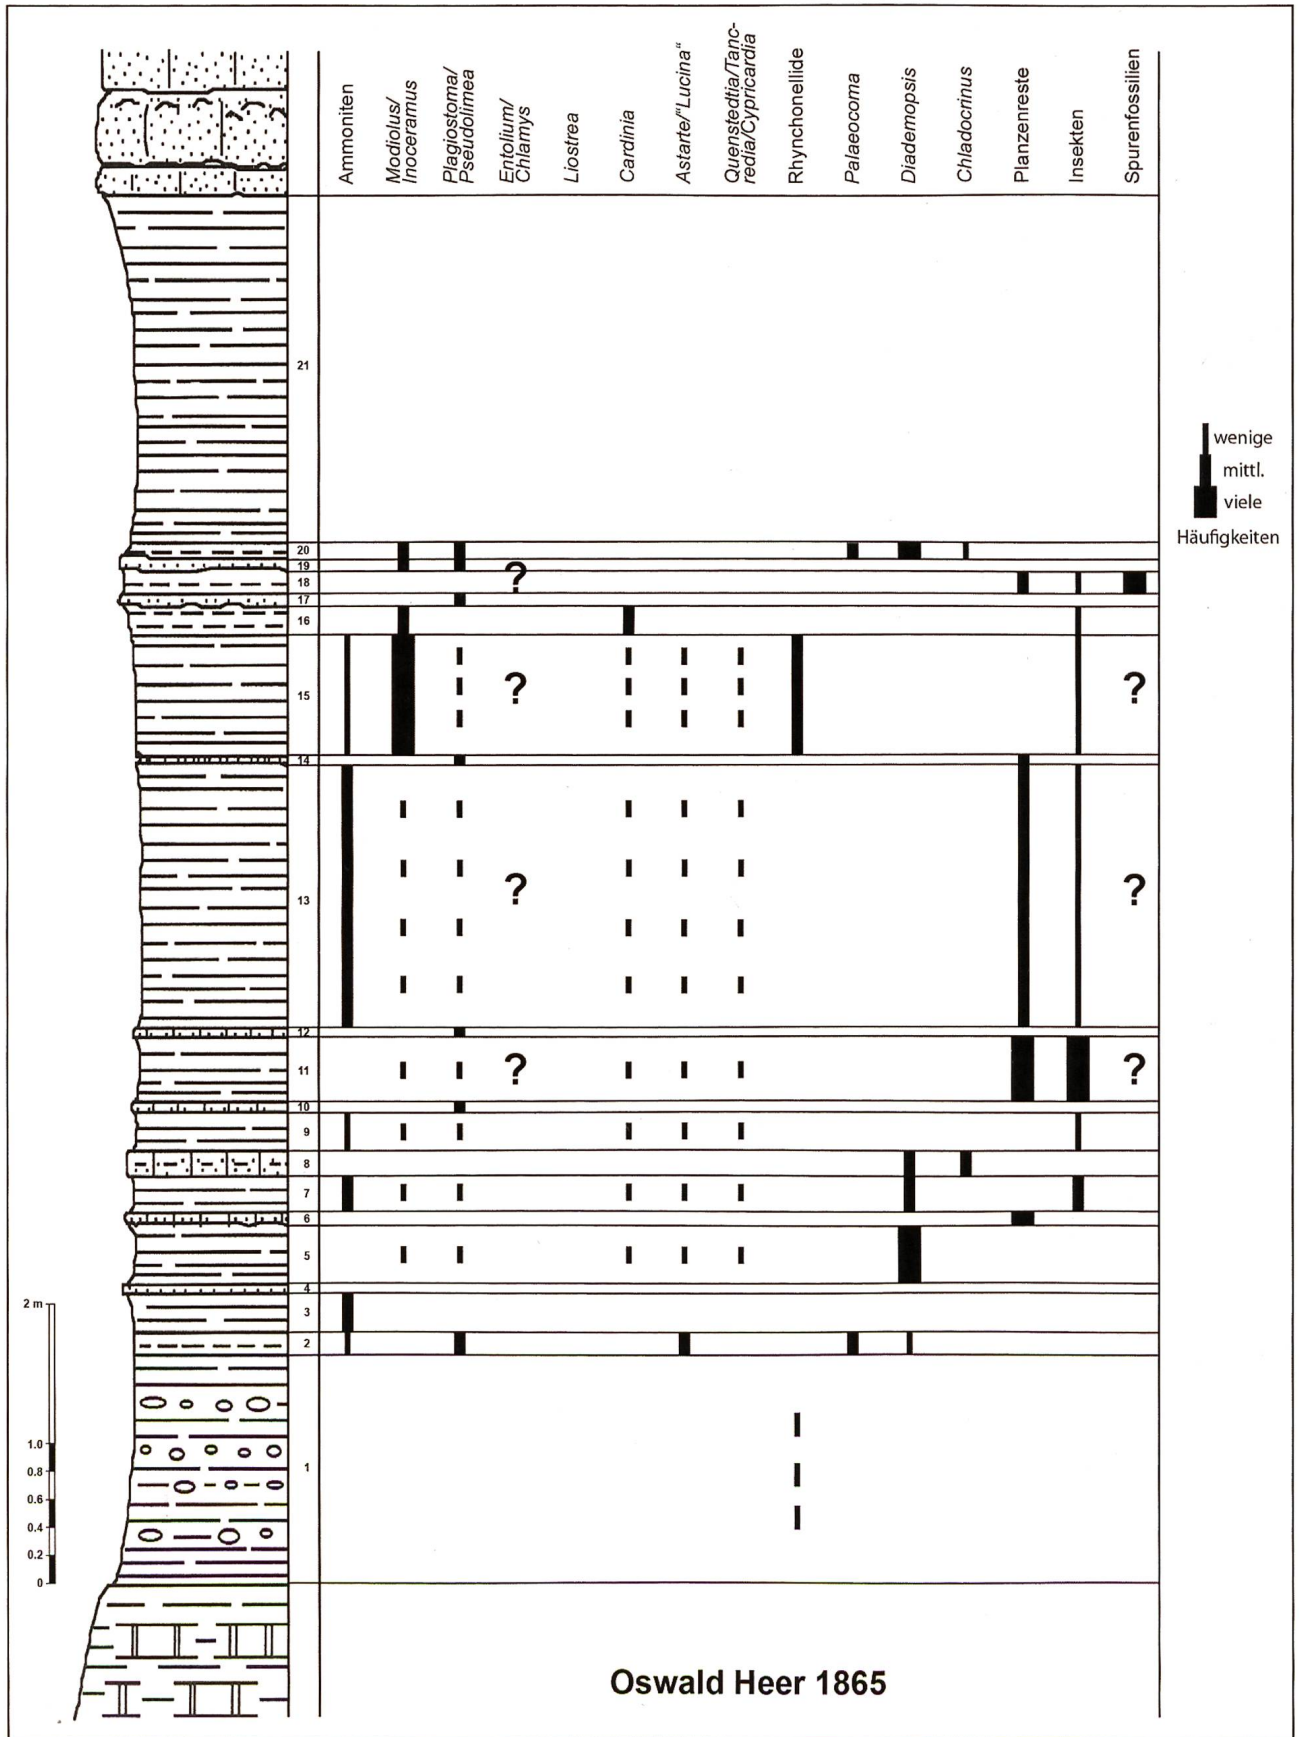 Ammoniten
Modiolus/
Inoceramus
Plagiostoma/
Pseudolimea
Entolium/
Chlamys
Liostrea
Cardinia
Astarte/"Lucina"
Quenstedtia/Tanc-
redia/Cypricardia
Rhynchonellide
Palaeocoma
Diademopsis
Chladocrinus
Planzenreste
Insekten
Spurenfossilien
21
wenige
mittl.
viele
Häufigkeiten
20
19
?
18
17
16
15
?
?
14
13
?
?
12
11
?
?
10
9
8
7
6
5
4
3
2
1
2 m
1.0
0.8
0.6
0.4
0.2
0
Oswald Heer 1865